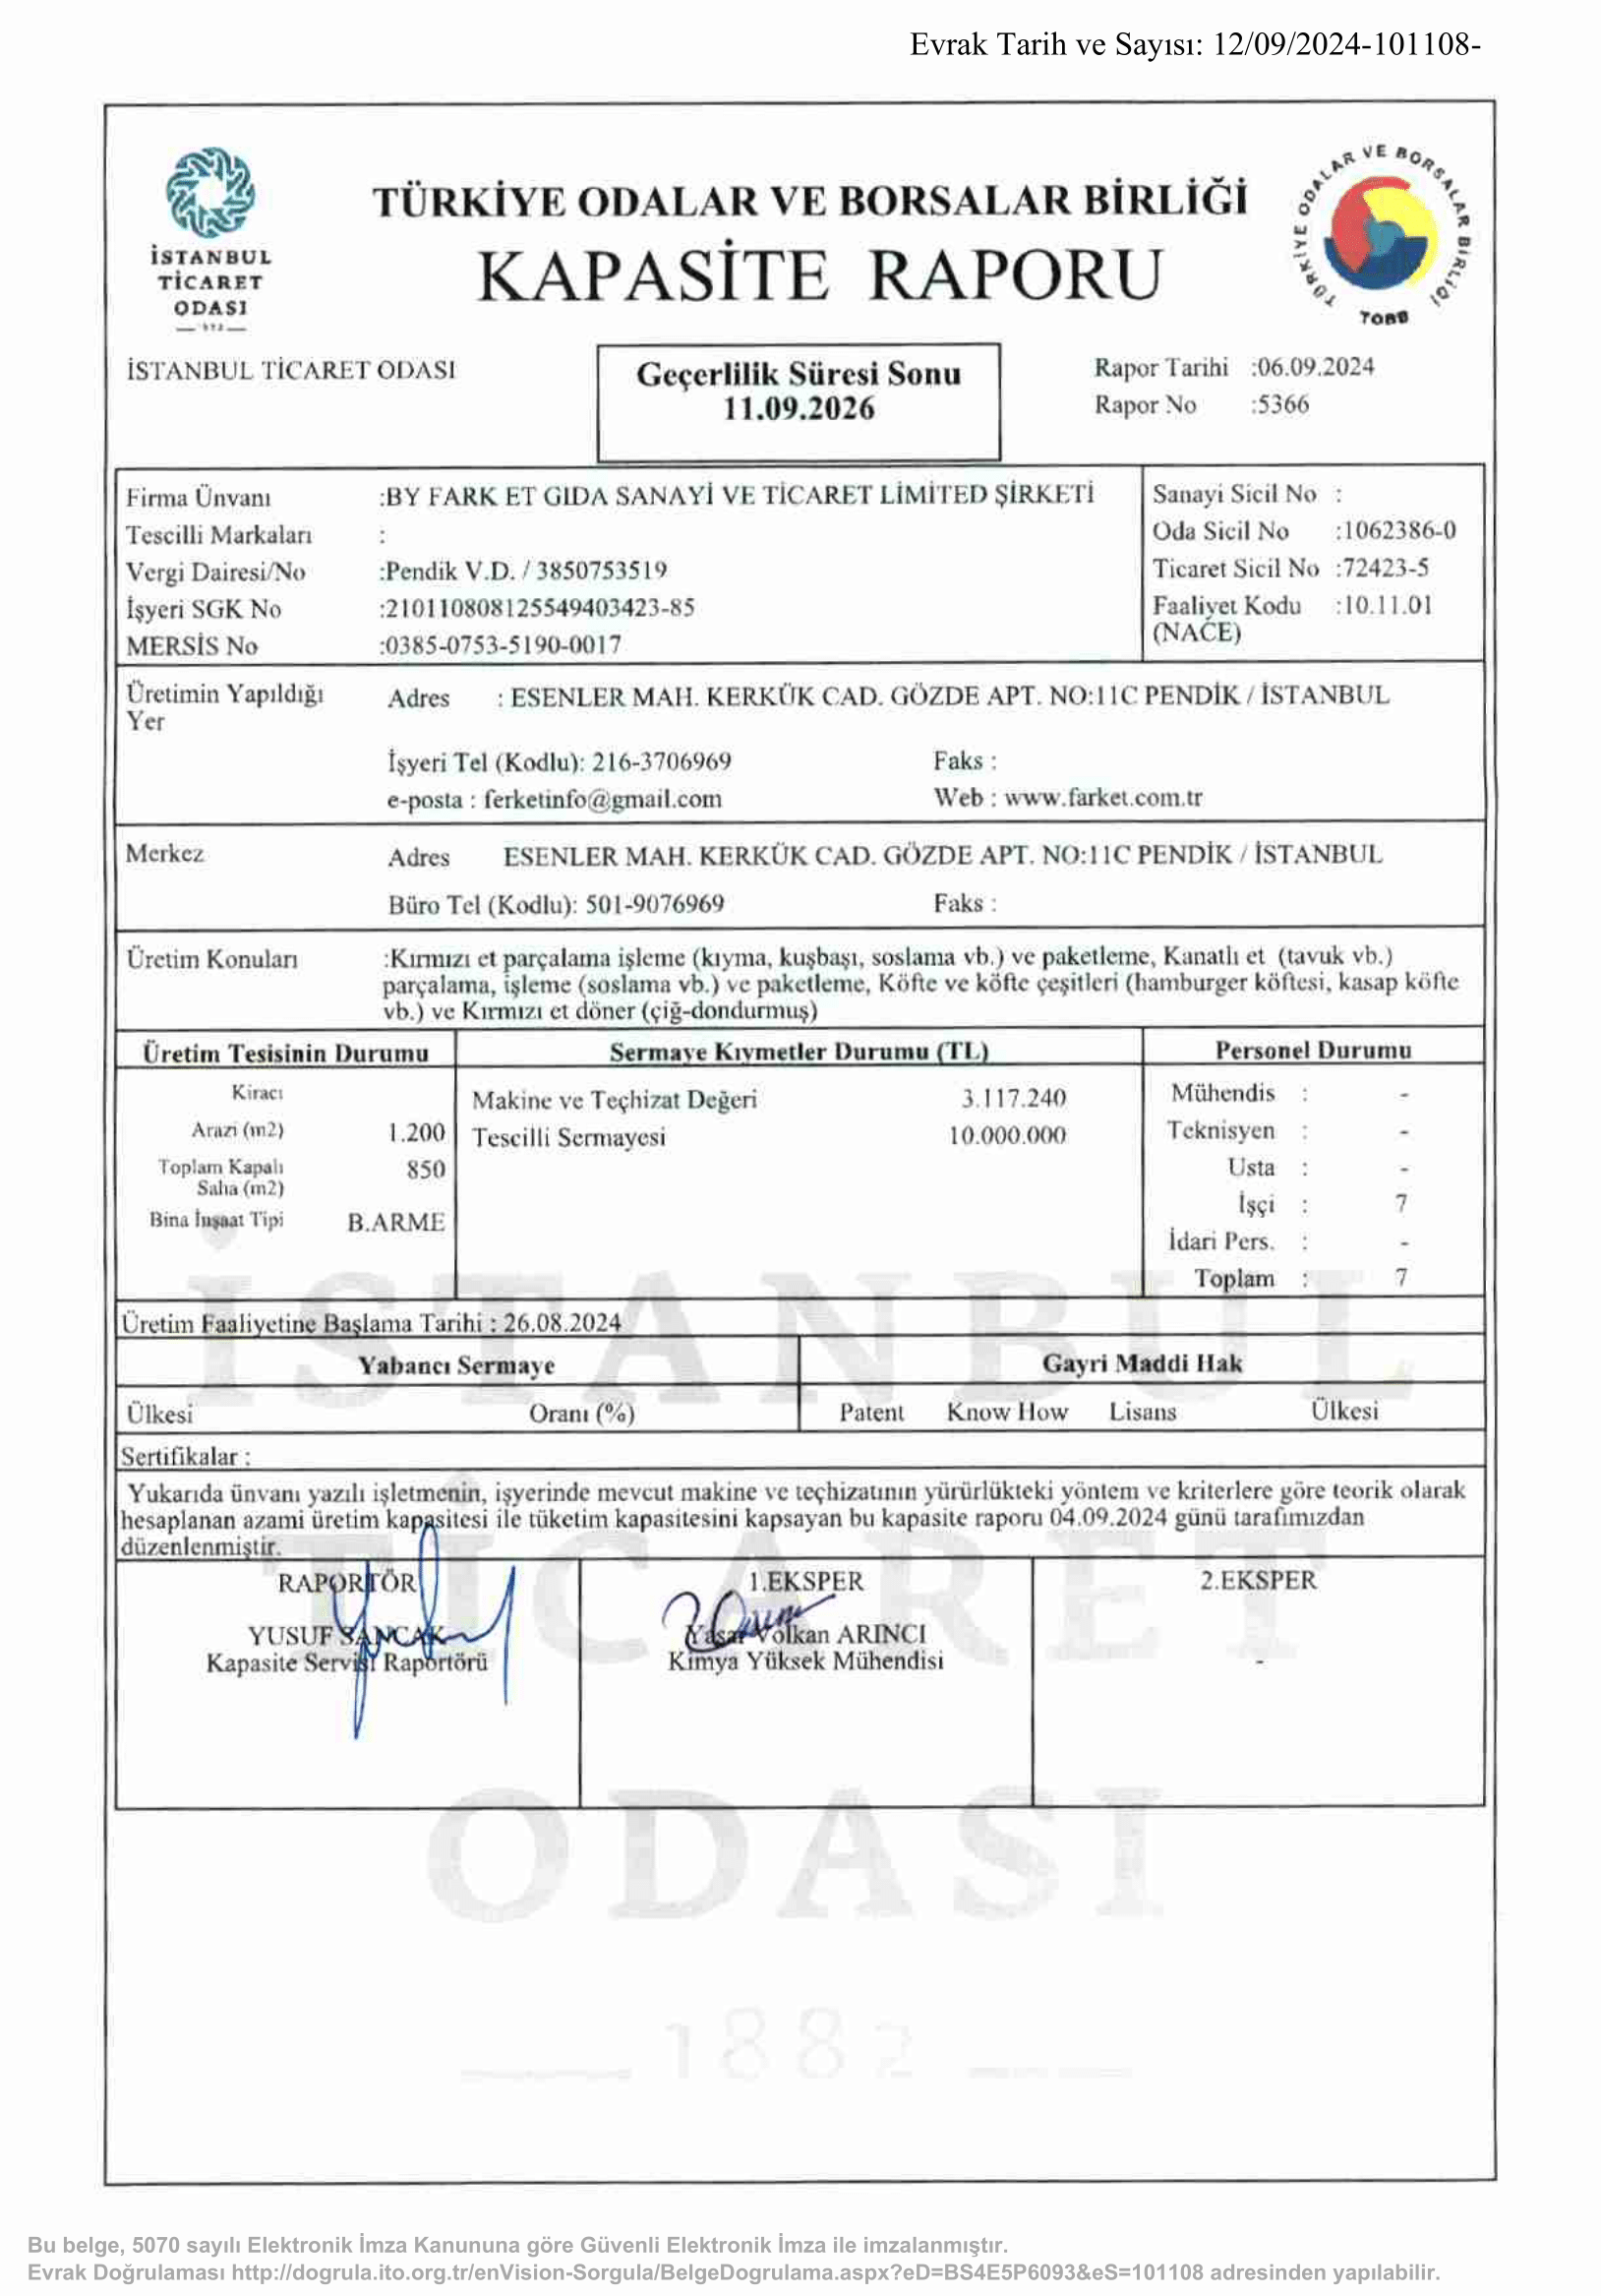 Evrak Tarih ve Sayısı: 12/09/2024-101108-
İSTANBUL
TİCARET
ODASI
TÜRKİYE ODALAR VE BORSALAR BİRLİĞİ
KAPASİTE RAPORU
TÜRKİYE ODALAR VE BORSALAR BİRLİĞİ
TOBB
İSTANBUL TİCARET ODASI
Geçerlilik Süresi Sonu
11.09.2026
Rapor Tarihi :06.09.2024
Rapor No :5366
Firma Ünvanı :BY FARK ET GIDA SANAYİ VE TİCARET LİMİTED ŞİRKETİ
Tescilli Markaları :
Vergi Dairesi/No :Pendik V.D. / 3850753519
İşyeri SGK No :210110808125549403423-85
MERSİS No :0385-0753-5190-0017
Sanayi Sicil No :
Oda Sicil No :1062386-0
Ticaret Sicil No :72423-5
Faaliyet Kodu :10.11.01
(NACE)
Üretimin Yapıldığı Adres : ESENLER MAH. KERKÜK CAD. GÖZDE APT. NO:11C PENDİK / İSTANBUL
Yer
İşyeri Tel (Kodlu): 216-3706969 Faks :
e-posta : ferketinfo@gmail.com Web : www.farket.com.tr
Merkez Adres ESENLER MAH. KERKÜK CAD. GÖZDE APT. NO:11C PENDİK / İSTANBUL
Büro Tel (Kodlu): 501-9076969 Faks :
Üretim Konuları :Kırmızı et parçalama işleme (kıyma, kuşbaşı, soslama vb.) ve paketleme, Kanatlı et (tavuk vb.)
parçalama, işleme (soslama vb.) ve paketleme, Köfte ve köfte çeşitleri (hamburger köftesi, kasap köfte
vb.) ve Kırmızı et döner (çiğ-dondurmuş)
Üretim Tesisinin Durumu
Kiracı
Arazi (m2) 1.200
Toplam Kapalı 850
Saha (m2)
Bina İnşaat Tipi B.ARME
Sermaye Kıymetler Durumu (TL)
Makine ve Teçhizat Değeri 3.117.240
Tescilli Sermayesi 10.000.000
Personel Durumu
Mühendis : -
Teknisyen : -
Usta : -
İşçi : 7
İdari Pers. : -
Toplam : 7
Üretim Faaliyetine Başlama Tarihi : 26.08.2024
Yabancı Sermaye Gayri Maddi Hak
Ülkesi Oranı (%) Patent Know How Lisans Ülkesi
Sertifikalar :
Yukarıda ünvanı yazılı işletmenin, işyerinde mevcut makine ve teçhizatının yürürlükteki yöntem ve kriterlere göre teorik olarak
hesaplanan azami üretim kapasitesi ile tüketim kapasitesini kapsayan bu kapasite raporu 04.09.2024 günü tarafımızdan
düzenlenmiştir.
RAPORTÖR
YUSUF SANCAK
Kapasite Servisi Raportörü
1.EKSPER
Yaşar Volkan ARINCI
Kimya Yüksek Mühendisi
2.EKSPER
-
İSTANBUL
TİCARET
ODASI
1882
Bu belge, 5070 sayılı Elektronik İmza Kanununa göre Güvenli Elektronik İmza ile imzalanmıştır.
Evrak Doğrulaması http://dogrula.ito.org.tr/enVision-Sorgula/BelgeDogrulama.aspx?eD=BS4E5P6093&eS=101108 adresinden yapılabilir.